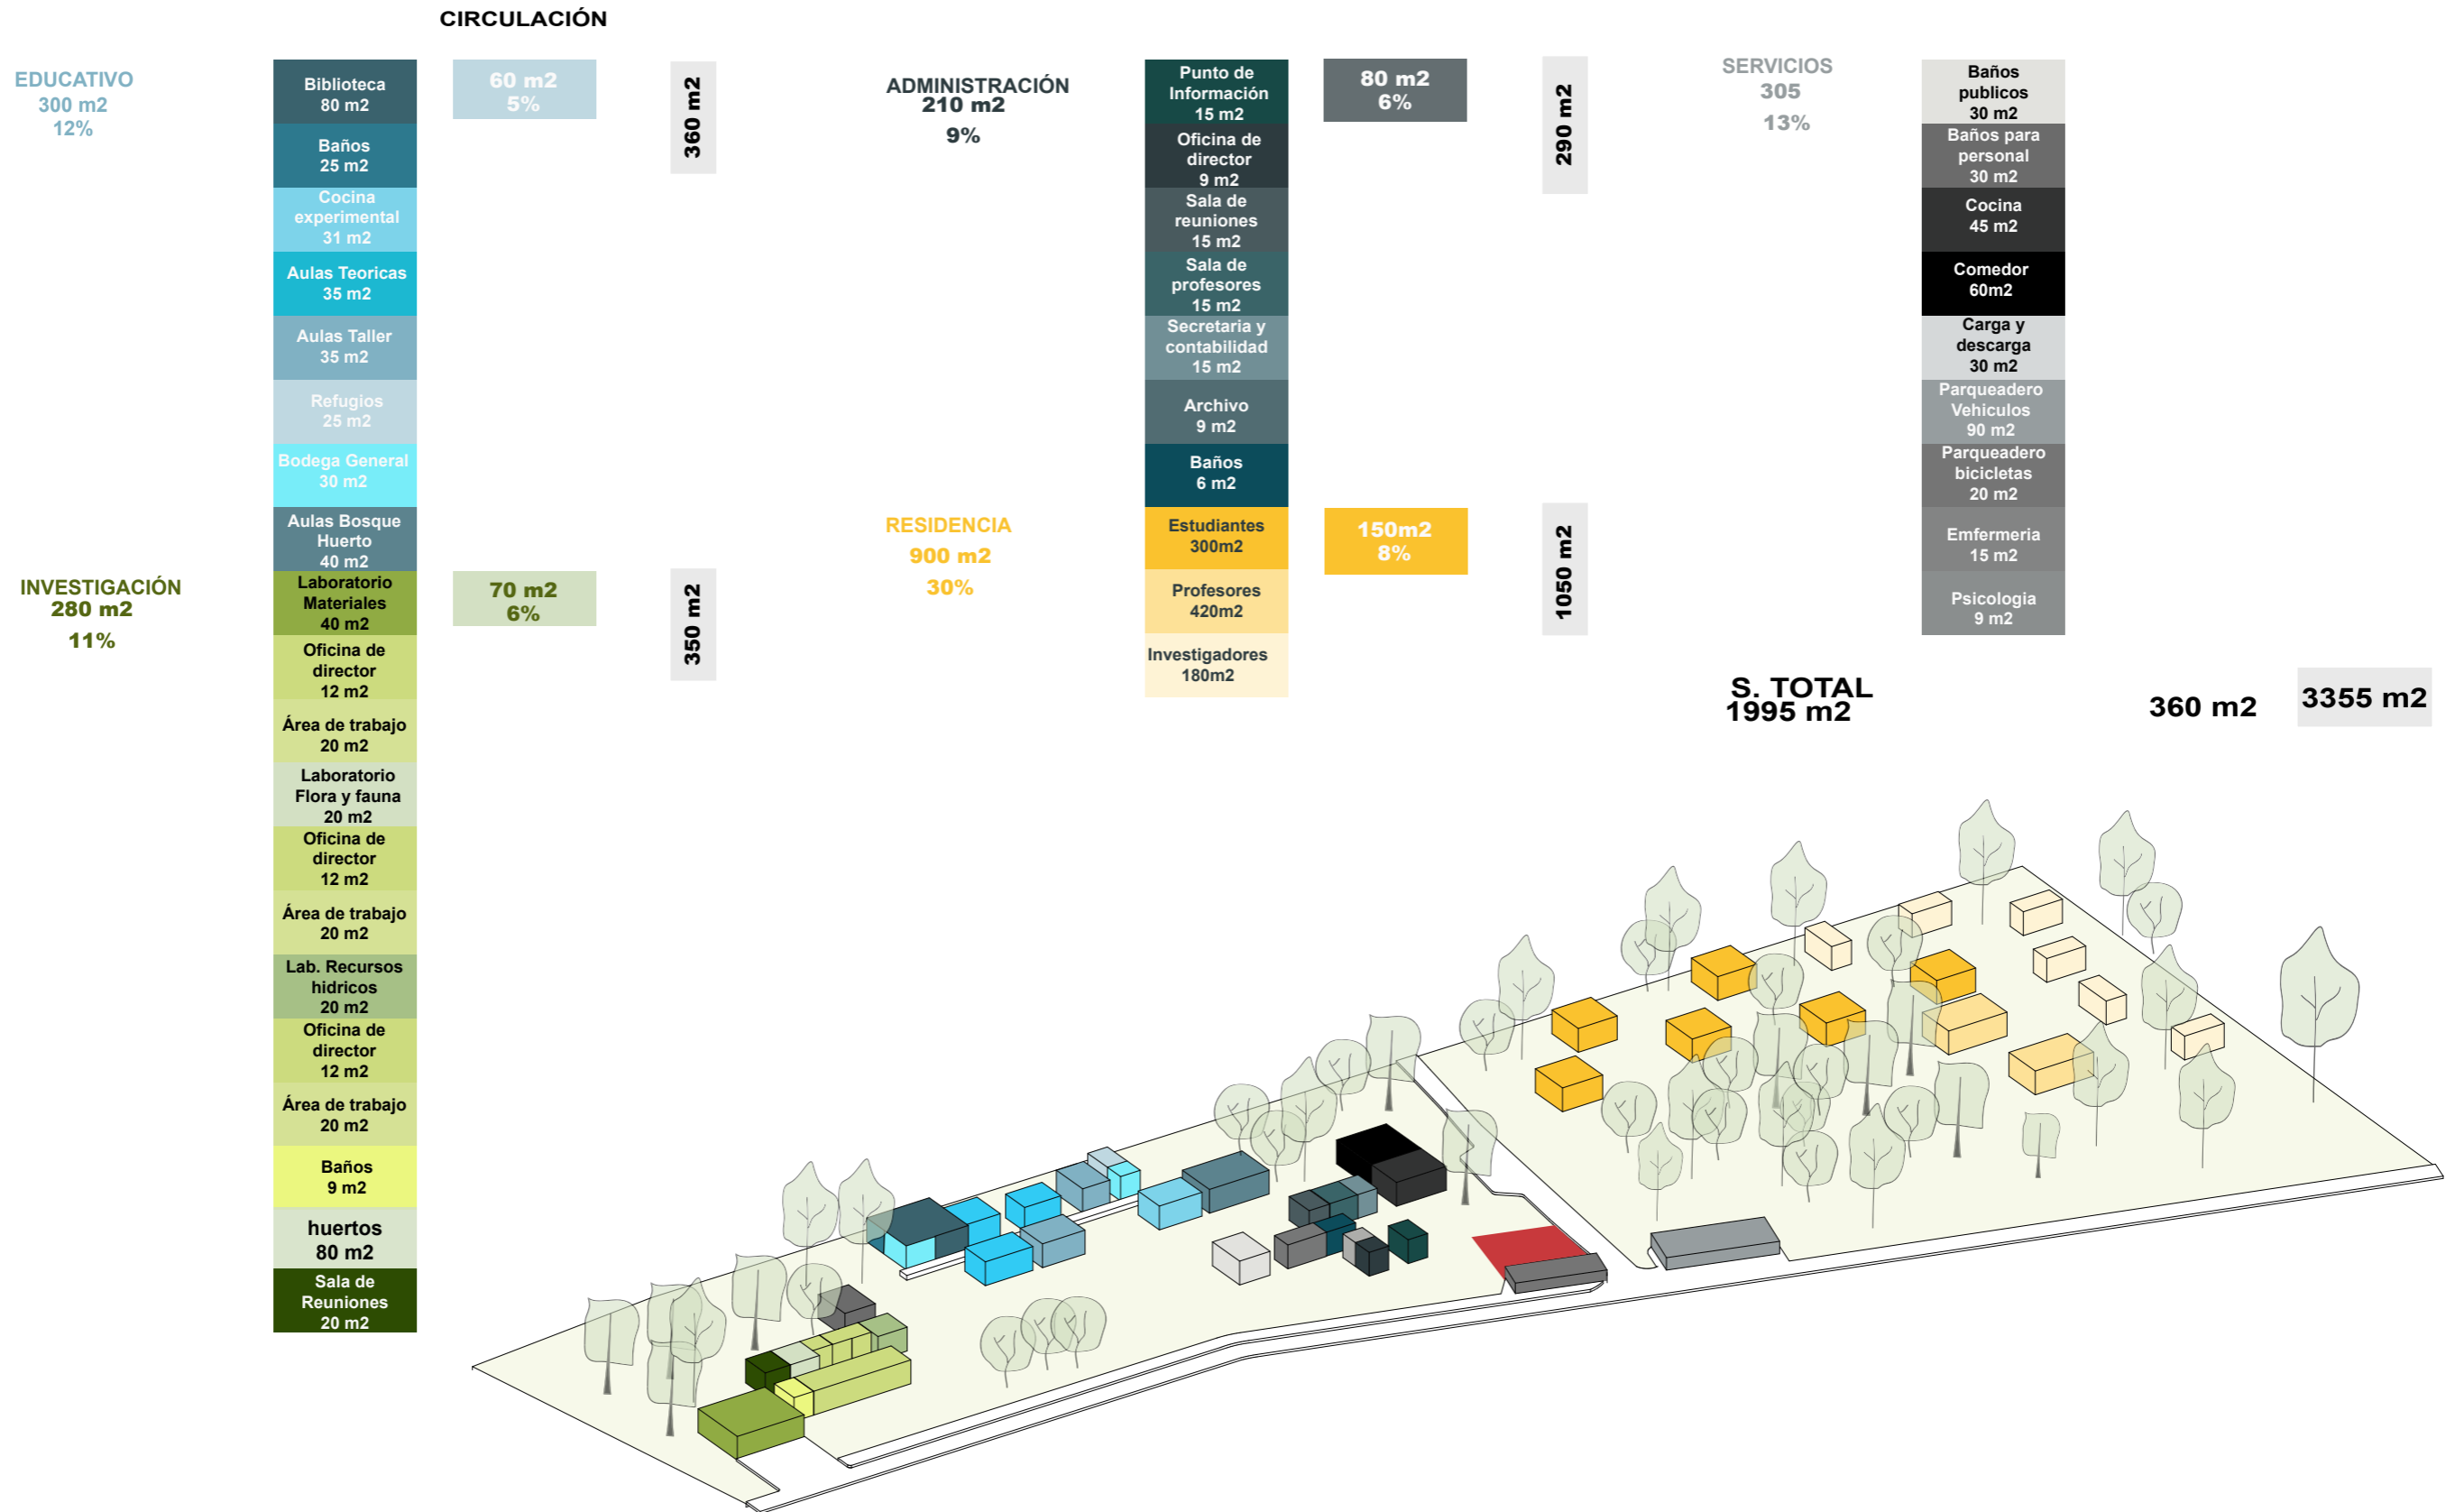 CIRCULACIÓN
EDUCATIVO
300 m2
12%
Biblioteca
80 m2
60 m2
5%
360 m2
Baños
25 m2
Cocina
experimental
31 m2
Aulas Teoricas
35 m2
Aulas Taller
35 m2
Refugios
25 m2
Bodega General
30 m2
Aulas Bosque
Huerto
40 m2
INVESTIGACIÓN
280 m2
11%
Laboratorio
Materiales
40 m2
70 m2
6%
350 m2
Oficina de
director
12 m2
Área de trabajo
20 m2
Laboratorio
Flora y fauna
20 m2
Oficina de
director
12 m2
Área de trabajo
20 m2
Lab. Recursos
hidricos
20 m2
Oficina de
director
12 m2
Área de trabajo
20 m2
Baños
9 m2
huertos
80 m2
Sala de
Reuniones
20 m2
ADMINISTRACIÓN
210 m2
9%
Punto de
Información
15 m2
80 m2
6%
290 m2
Oficina de
director
9 m2
Sala de
reuniones
15 m2
Sala de
profesores
15 m2
Secretaria y
contabilidad
15 m2
Archivo
9 m2
Baños
6 m2
RESIDENCIA
900 m2
30%
Estudiantes
300m2
150m2
8%
1050 m2
Profesores
420m2
Investigadores
180m2
SERVICIOS
305
13%
Baños
publicos
30 m2
Baños para
personal
30 m2
Cocina
45 m2
Comedor
60m2
Carga y
descarga
30 m2
Parqueadero
Vehiculos
90 m2
Parqueadero
bicicletas
20 m2
Emfermeria
15 m2
Psicologia
9 m2
S. TOTAL
1995 m2
360 m2
3355 m2